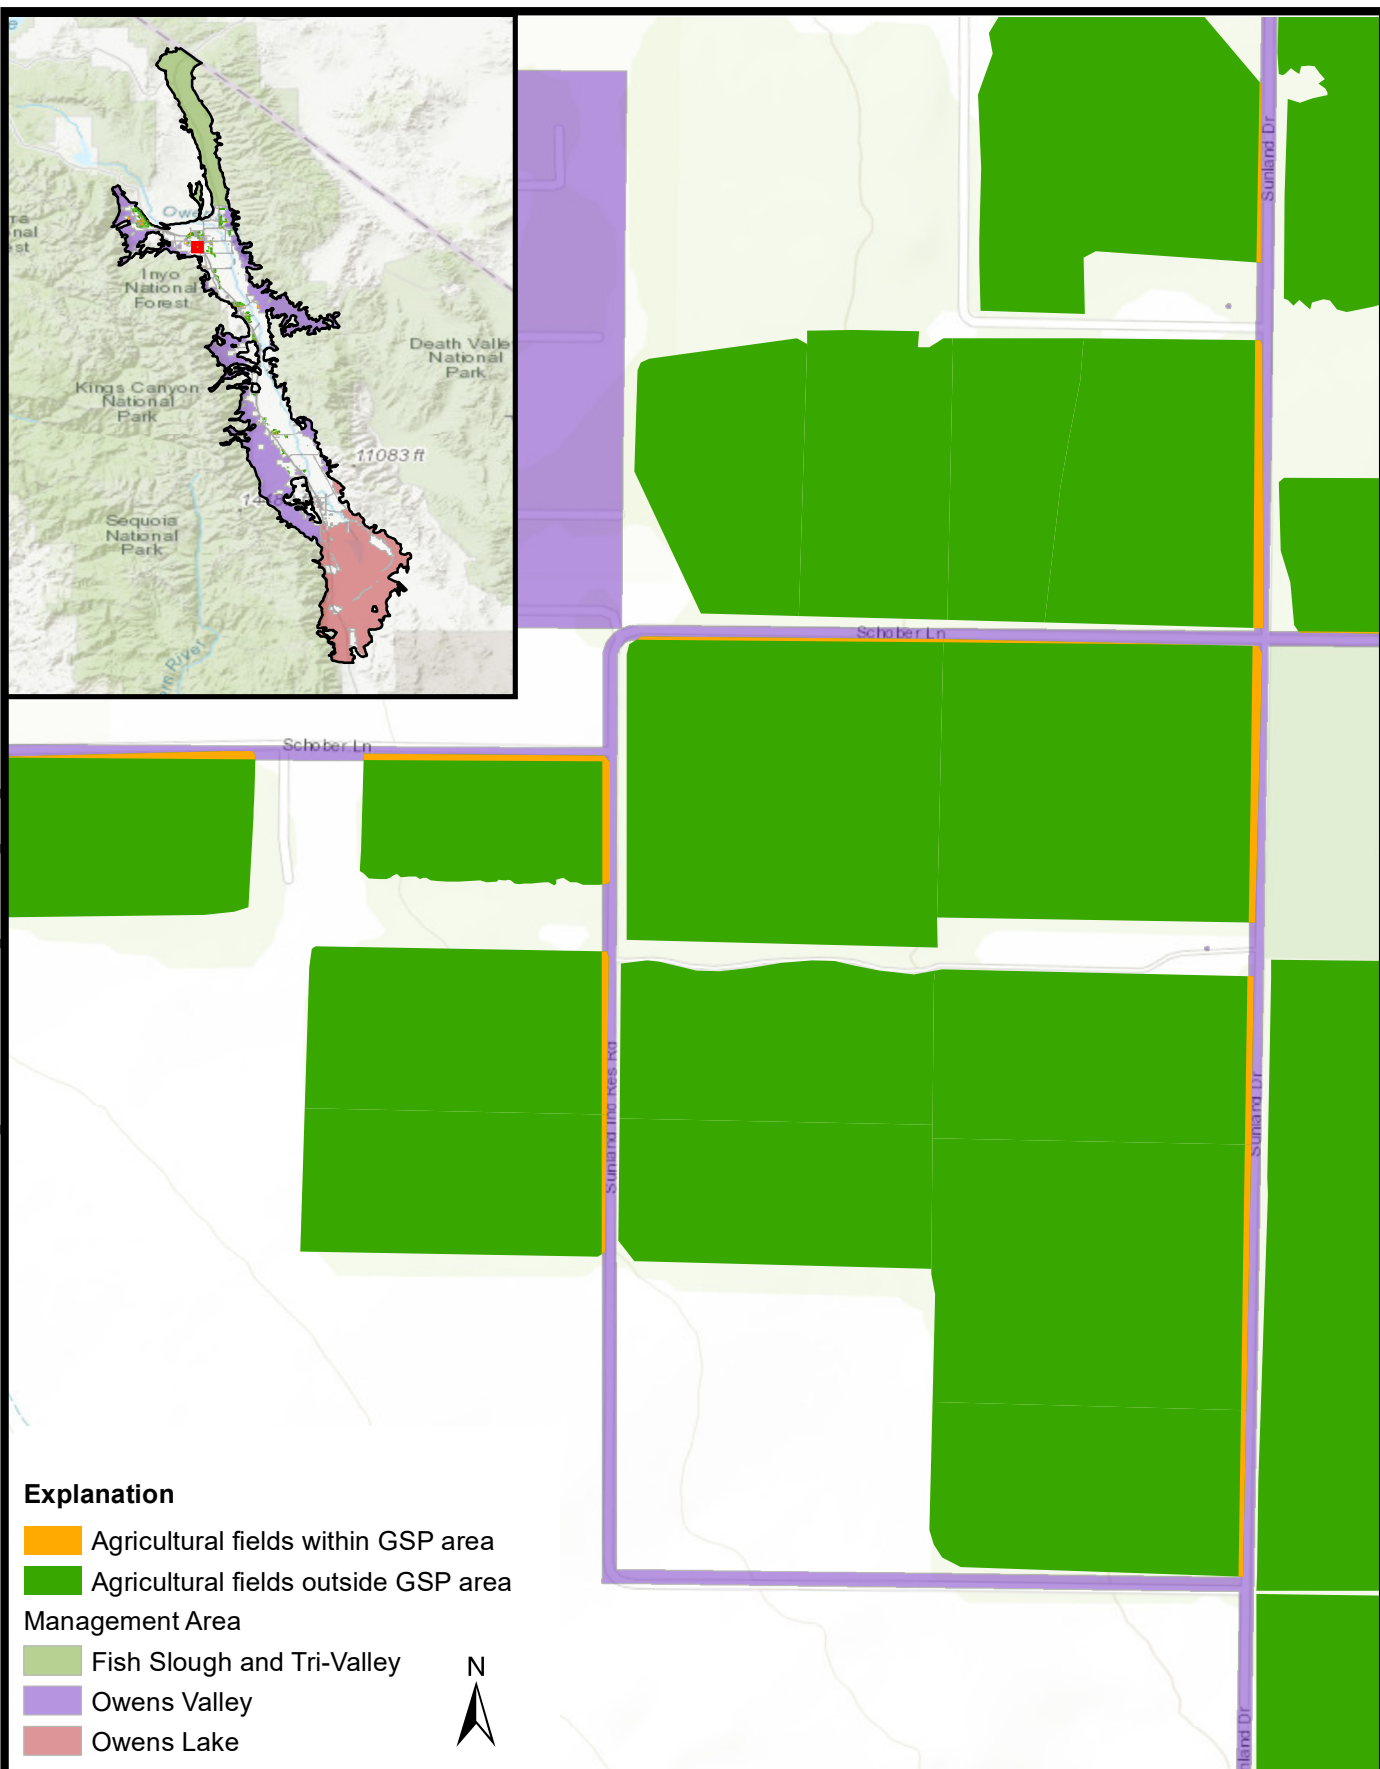 Owe
Inyo
National
Forest
Death Valle
National
Park
Kings Canyon
National
Park
11083 ft
Sequoia
National
Park
River
Sunland Dr
Schober Ln
Schober Ln
Sunland Ind Res Rd
Sunland Dr
nland Dr
Explanation
Agricultural fields within GSP area
Agricultural fields outside GSP area
Management Area
Fish Slough and Tri-Valley
Owens Valley
Owens Lake
N